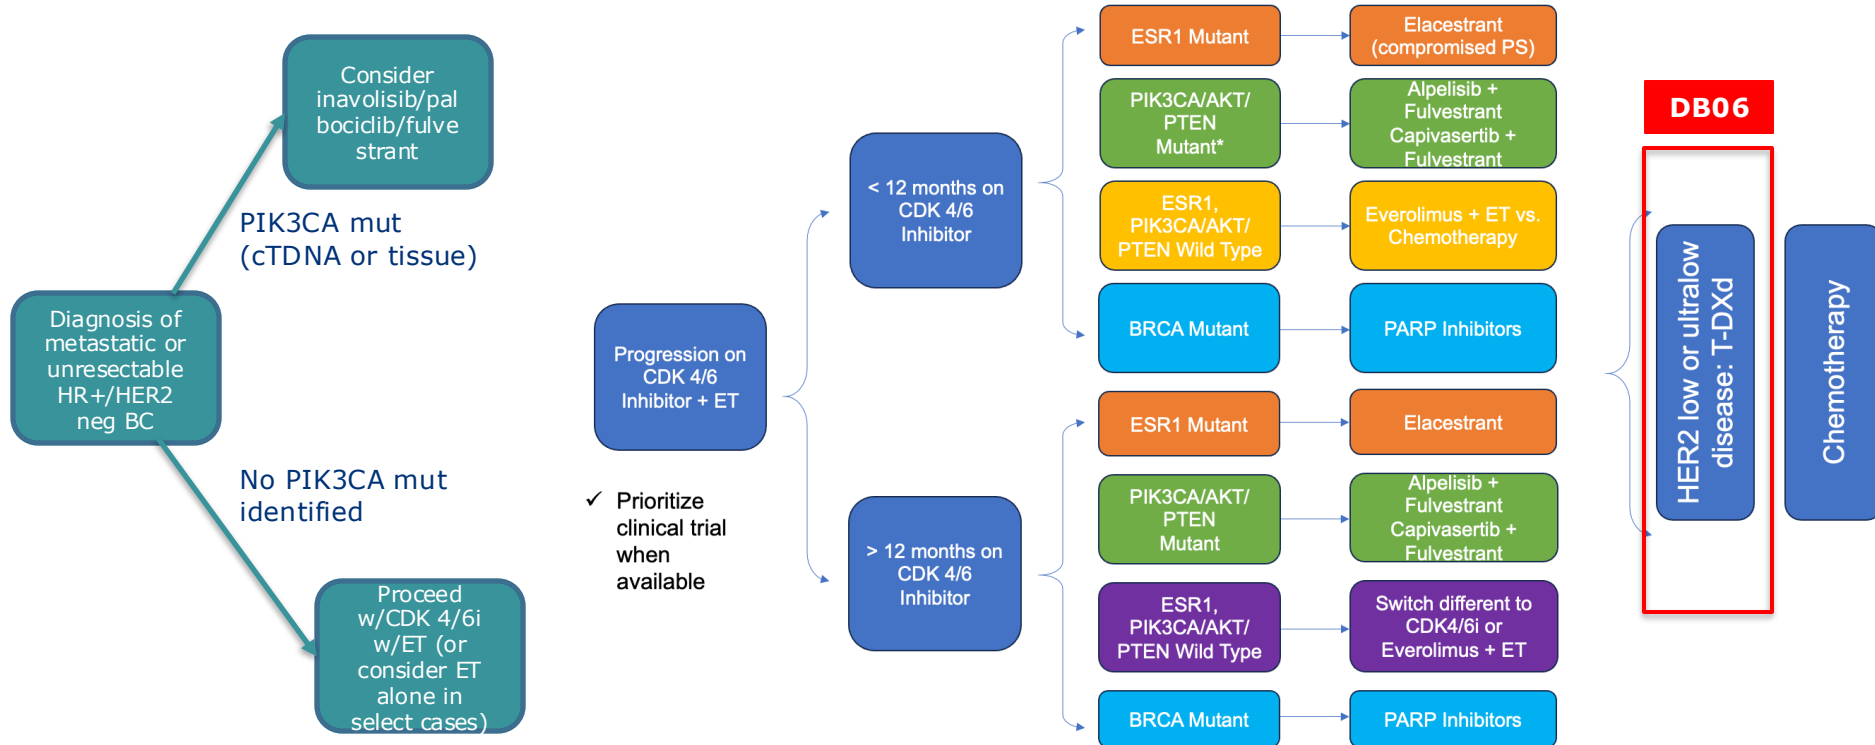 Consider
inavolisib/pal
bociclib/fulve
strant
PIK3CA mut
(cTDNA or tissue)
Diagnosis of
metastatic or
unresectable
HR+/HER2
neg BC
No PIK3CA mut
identified
Proceed
w/CDK 4/6i
w/ET (or
consider ET
alone in
select cases)
Progression on
CDK 4/6
Inhibitor + ET
✓ Prioritize
clinical trial
when
available
< 12 months on
CDK 4/6
Inhibitor
ESR1 Mutant
Elacestrant
(compromised PS)
PIK3CA/AKT/
PTEN
Mutant*
Alpelisib +
Fulvestrant
Capivasertib +
Fulvestrant
ESR1,
PIK3CA/AKT/
PTEN Wild Type
Everolimus + ET vs.
Chemotherapy
BRCA Mutant
PARP Inhibitors
> 12 months on
CDK 4/6
Inhibitor
ESR1 Mutant
Elacestrant
PIK3CA/AKT/
PTEN
Mutant
Alpelisib +
Fulvestrant
Capivasertib +
Fulvestrant
ESR1,
PIK3CA/AKT/
PTEN Wild Type
Switch different to
CDK4/6i or
Everolimus + ET
BRCA Mutant
PARP Inhibitors
DB06
HER2 low or ultralow
disease: T-DXd
Chemotherapy